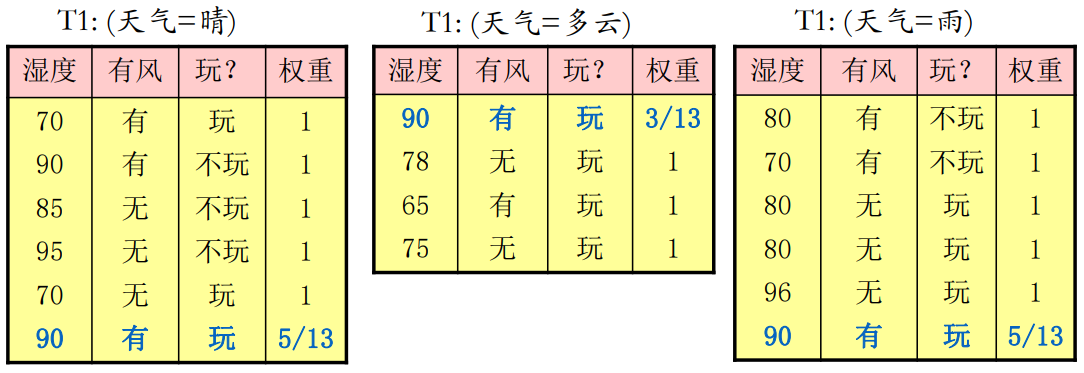 T1: (天气=晴)
湿度 有风 玩? 权重
70 有 玩 1
90 有 不玩 1
85 无 不玩 1
95 无 不玩 1
70 无 玩 1
90 有 玩 5/13
T1: (天气=多云)
湿度 有风 玩? 权重
90 有 玩 3/13
78 无 玩 1
65 有 玩 1
75 无 玩 1
T1: (天气=雨)
湿度 有风 玩? 权重
80 有 不玩 1
70 有 不玩 1
80 无 玩 1
80 无 玩 1
96 无 玩 1
90 有 玩 5/13